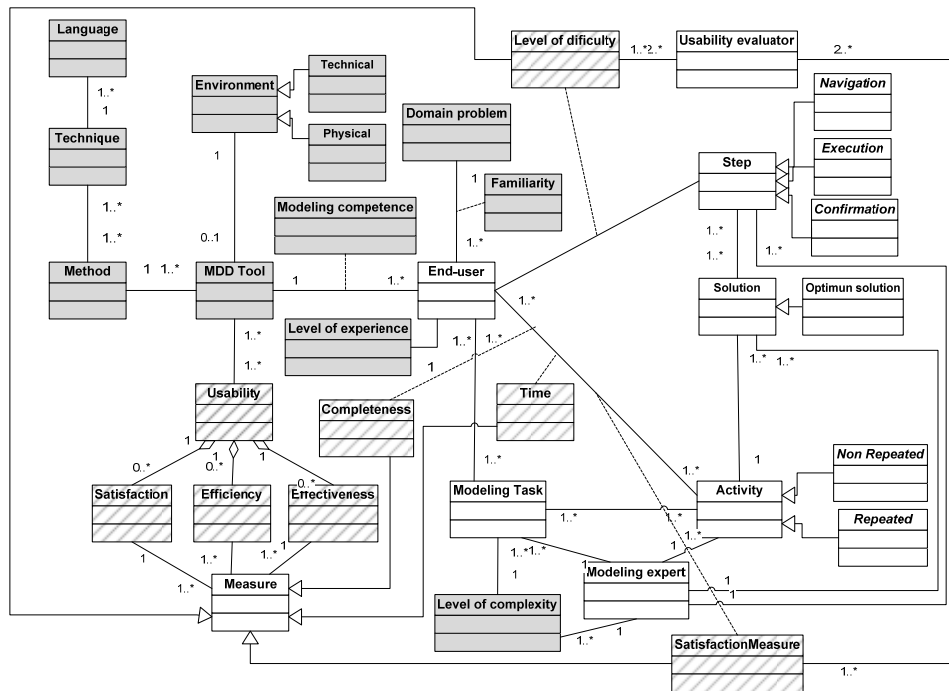 Language
Level of dificulty
1..*
2..*
Usability evaluator
2..*
Environment
Technical
Navigation
1..*
1
Technique
Physical
Domain problem
Execution
Step
1
1
Familiarity
Confirmation
1..*
Modeling competence
1..*
1..*
1..*
0..1
1..*
1..*
Method
1
1..*
MDD Tool
1
1..*
End-user
1..*
Solution
Optimun solution
Level of experience
1..*
1..*
1..*
1..*
1..*
1..*
1
Usability
Completeness
Time
1
1
1
0..*
0..*
0..*
1..*
1..*
1
Non Repeated
Satisfaction
Efficiency
Effectiveness
Modeling Task
Activity
1..*
1..*
Repeated
1
1..*
1..*
1
1..*
1..*
1
1
1..*
Measure
1..*
1
Modeling expert
1
1
Level of complexity
1..*
1
SatisfactionMeasure
1..*